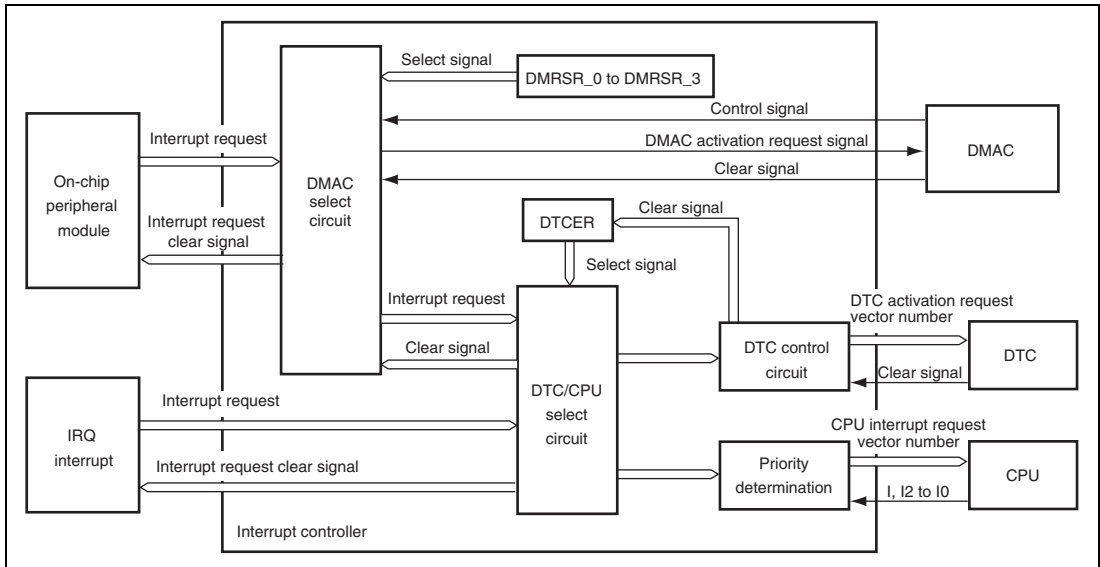 Select signal
DMRSR_0 to DMRSR_3
Control signal
Interrupt request
DMAC activation request signal
DMAC
On-chip
peripheral
module
DMAC
select
circuit
Clear signal
Interrupt request
clear signal
DTCER
Clear signal
Select signal
Interrupt request
DTC activation request
vector number
Clear signal
DTC control
circuit
DTC
Clear signal
Interrupt request
DTC/CPU
select
circuit
IRQ
interrupt
CPU interrupt request
vector number
Interrupt request clear signal
Priority
determination
CPU
I, I2 to I0
Interrupt controller